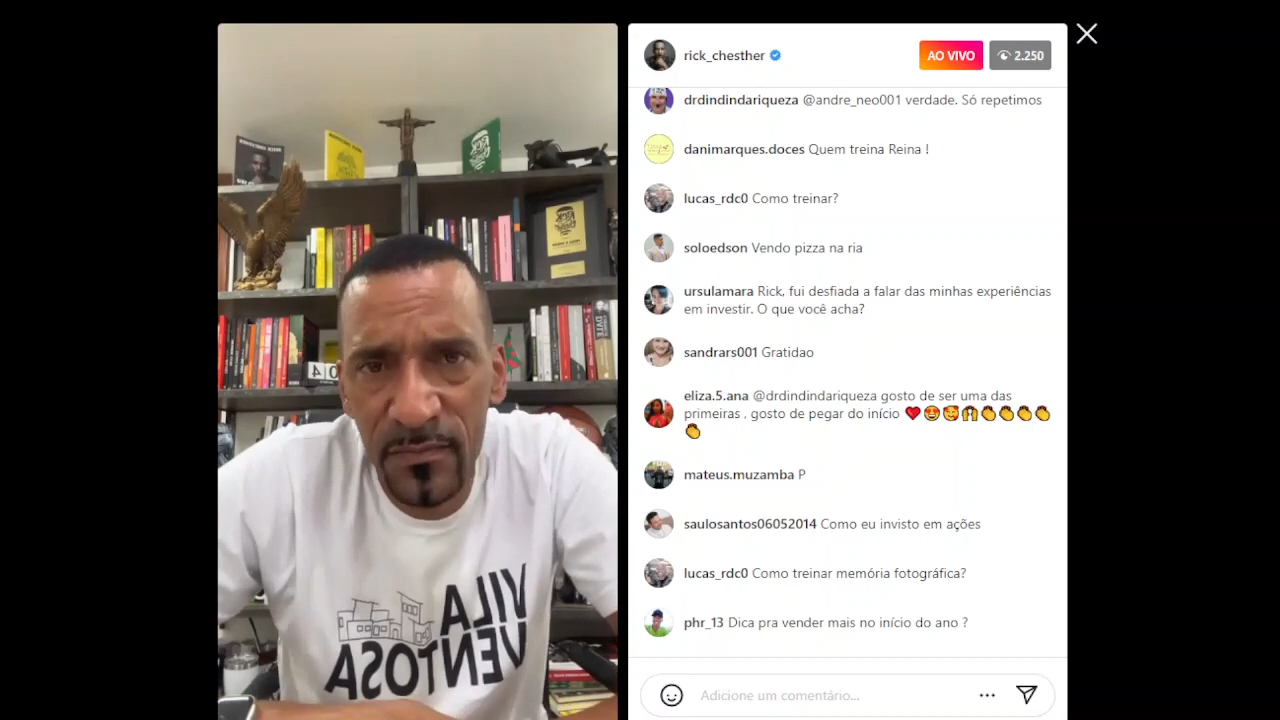 rick_chesther
AO VIVO
2.250
drdindindariqueza @andre_neo001 verdade. Só repetimos
danimarques.doces Quem treina Reina !
lucas_rdc0 Como treinar?
soloedson Vendo pizza na ria
ursulamara Rick, fui desfiada a falar das minhas experiências
em investir. O que você acha?
sandrars001 Gratidao
eliza.5.ana @drdindindariqueza gosto de ser uma das
primeiras , gosto de pegar do início ❤️😍🥰🙌👏👏👏👏
👏
mateus.muzamba P
saulosantos06052014 Como eu invisto em ações
lucas_rdc0 Como treinar memória fotográfica?
phr_13 Dica pra vender mais no início do ano ?
Adicione um comentário...
VILA
VENTOSA